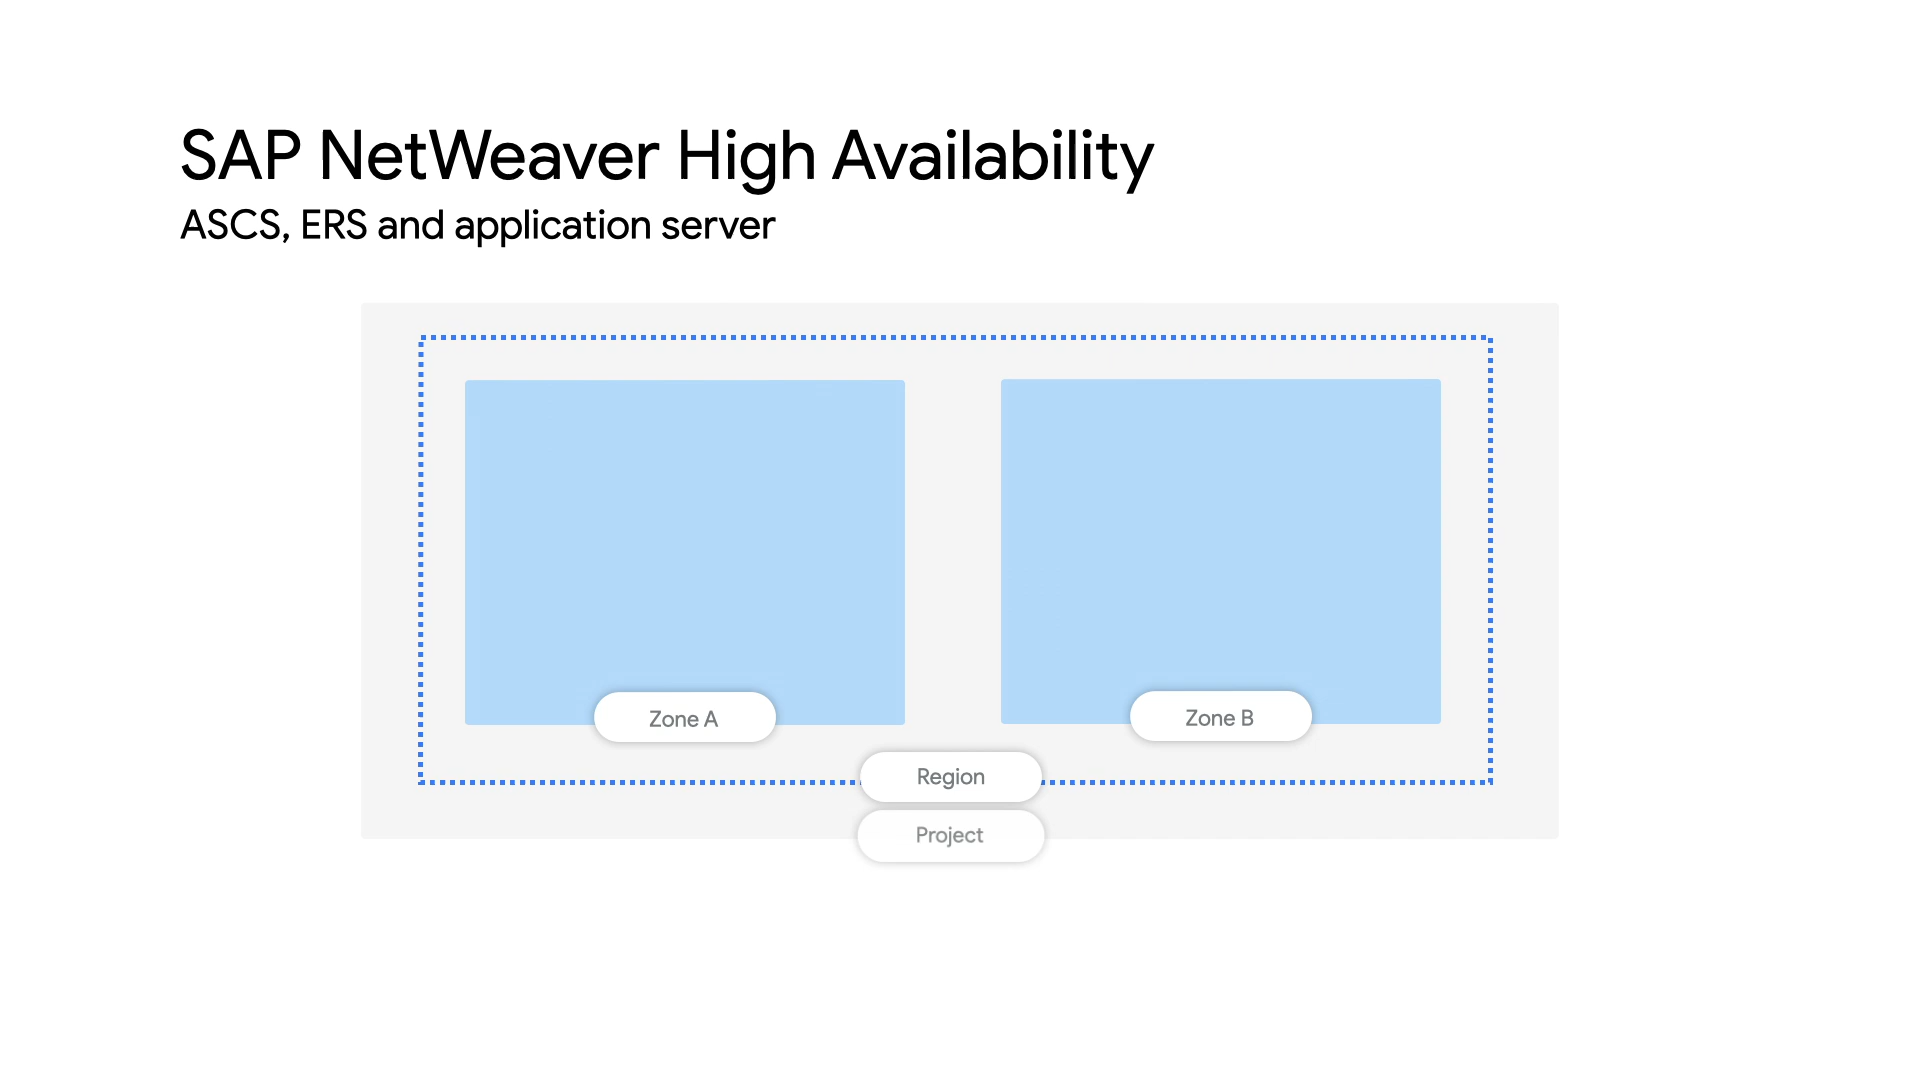 SAP NetWeaver High Availability
ASCS, ERS and application server
Zone A
Zone B
Region
Project